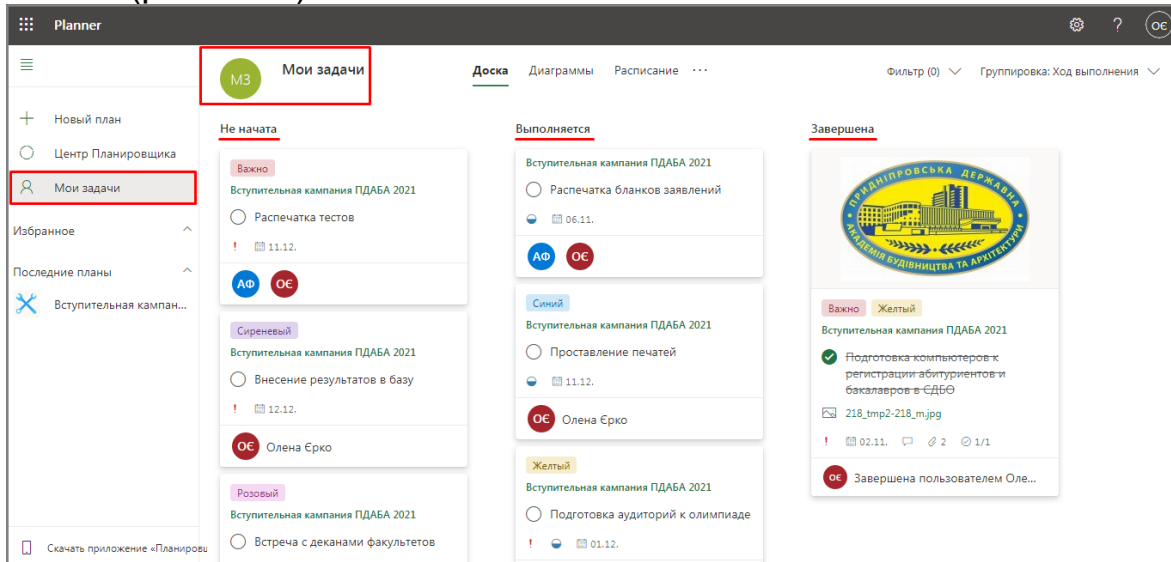 Planner
?
ОЄ
МЗ
Мои задачи
Доска Диаграммы Расписание ···
Фильтр (0) Группировка: Ход выполнения
Новый план
Центр Планировщика
Мои задачи
Избранное
Последние планы
Вступительная кампан...
Скачать приложение «Планировщ
Не начата
Важно
Вступительная кампания ПДАБА 2021
Распечатка тестов
! 11.12.
АФ ОЄ
Сиреневый
Вступительная кампания ПДАБА 2021
Внесение результатов в базу
! 12.12.
ОЄ Олена Єрко
Розовый
Вступительная кампания ПДАБА 2021
Встреча с деканами факультетов
Выполняется
Вступительная кампания ПДАБА 2021
Распечатка бланков заявлений
06.11.
АФ ОЄ
Синий
Вступительная кампания ПДАБА 2021
Проставление печатей
11.12.
ОЄ Олена Єрко
Желтый
Вступительная кампания ПДАБА 2021
Подготовка аудиторий к олимпиаде
! 01.12.
Завершена
ПРИДНІПРОВСЬКА ДЕРЖАВНА
АКАДЕМІЯ БУДІВНИЦТВА ТА АРХІТЕКТУРИ
Важно Желтый
Вступительная кампания ПДАБА 2021
Подготовка компьютеров к
регистрации абитуриентов и
бакалавров в СДБО
218_tmp2-218_m.jpg
! 02.11. 2 1/1
ОЄ Завершена пользователем Оле...